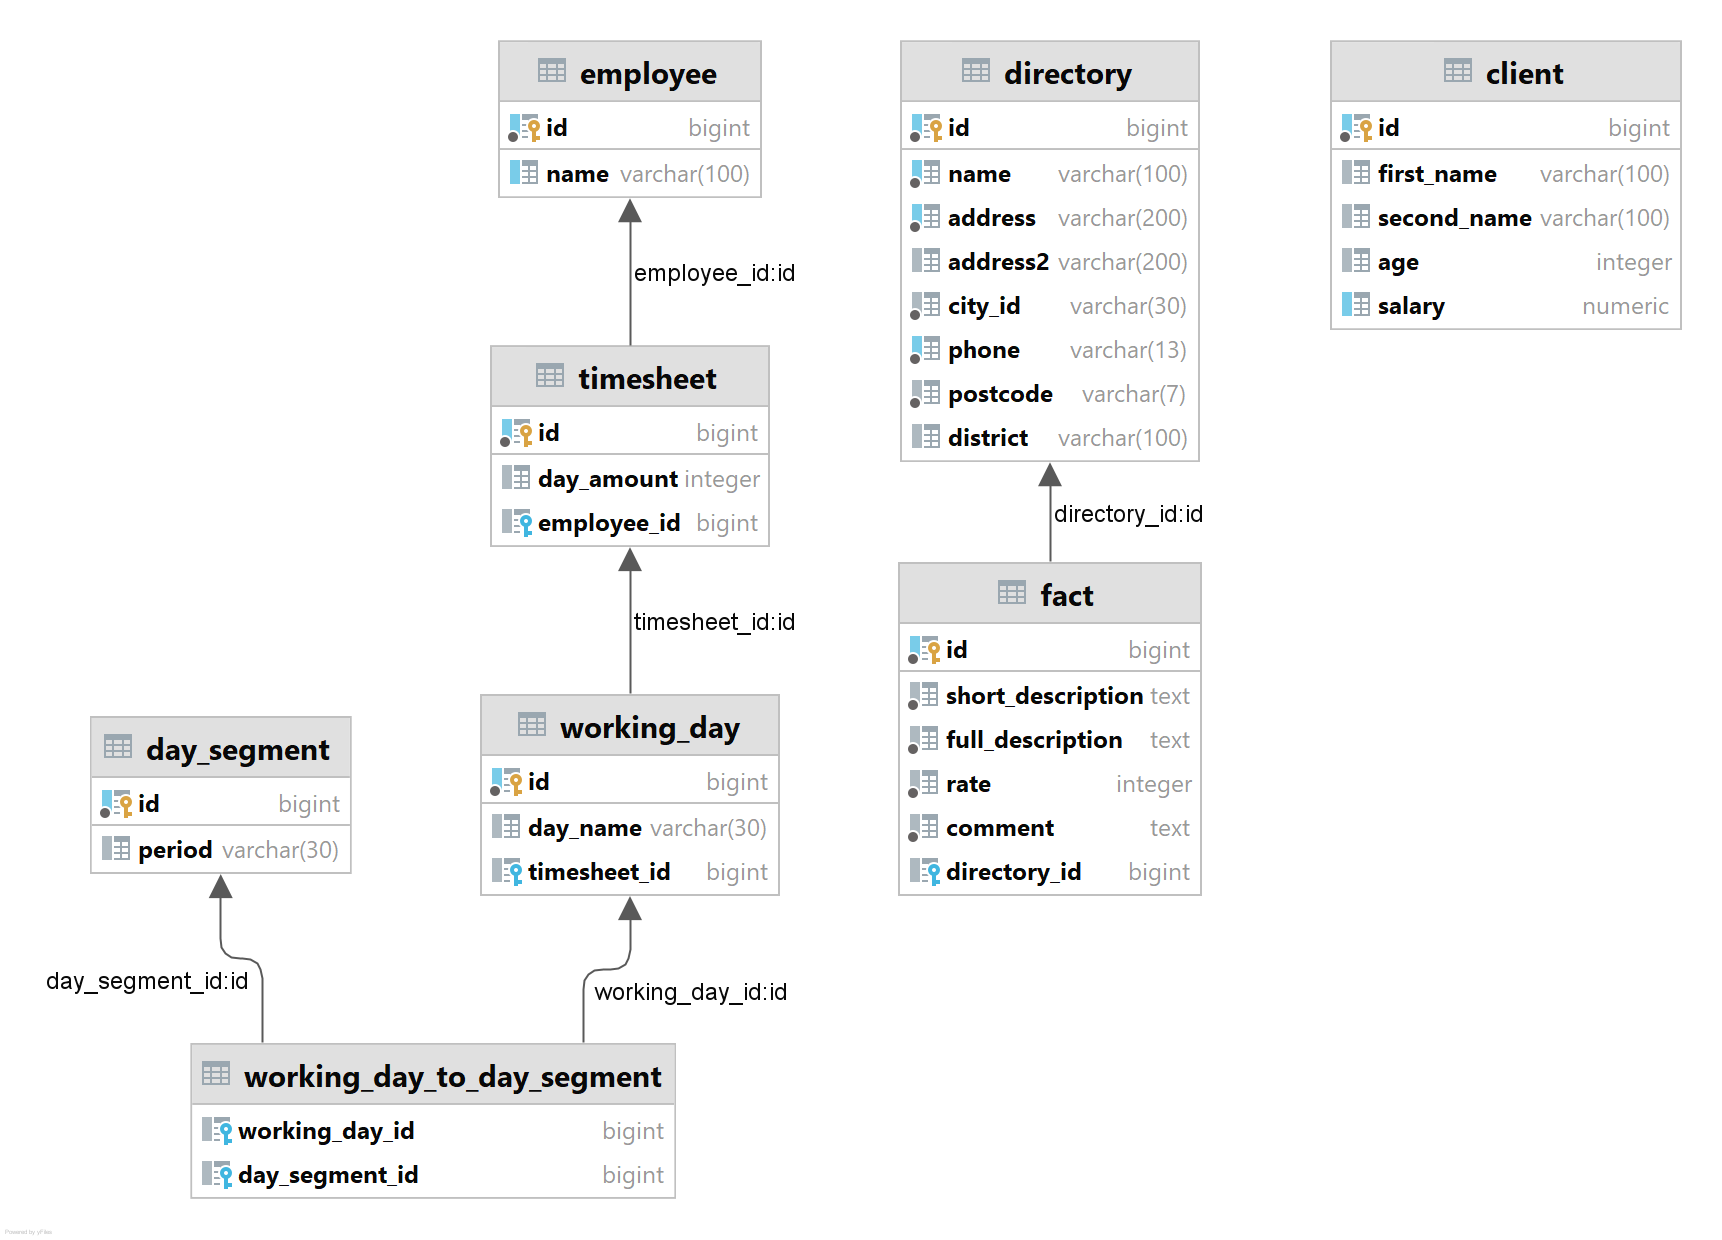 employee
id bigint
name varchar(100)
employee_id:id
timesheet
id bigint
day_amount integer
employee_id bigint
timesheet_id:id
working_day
id bigint
day_name varchar(30)
timesheet_id bigint
day_segment
id bigint
period varchar(30)
day_segment_id:id
working_day_id:id
working_day_to_day_segment
working_day_id bigint
day_segment_id bigint
directory
id bigint
name varchar(100)
address varchar(200)
address2 varchar(200)
city_id varchar(30)
phone varchar(13)
postcode varchar(7)
district varchar(100)
directory_id:id
fact
id bigint
short_description text
full_description text
rate integer
comment text
directory_id bigint
client
id bigint
first_name varchar(100)
second_name varchar(100)
age integer
salary numeric
Powered by yFiles